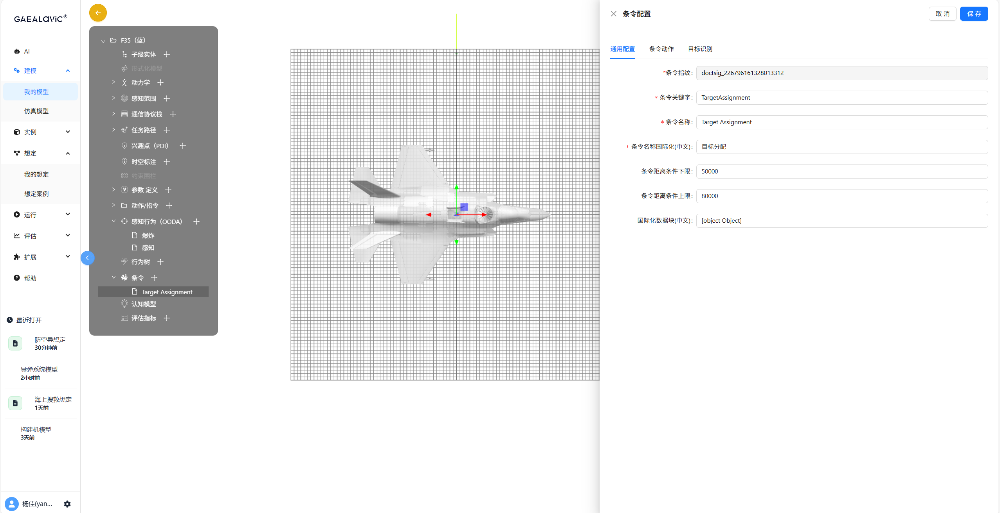 GAEALaViC®
AI
建模
我的模型
仿真模型
实例
想定
我的想定
想定案例
运行
评估
扩展
帮助
最近打开
防空导想定
30分钟前
导弹系统模型
2小时前
海上搜救想定
1天前
构建机模型
3天前
杨佳(yan...
F35（蓝）
子级实体
形式化模型
动力学
感知范围
通信协议栈
任务路径
兴趣点（POI）
时空标注
约束围栏
参数 定义
动作/指令
感知行为（OODA）
爆炸
感知
行为树
条令
Target Assignment
认知模型
评估指标
条令配置
取 消
保 存
通用配置 条令动作 目标识别
*条令指纹: doctsig_226796161328013312
* 条令关键字: TargetAssignment
* 条令名称: Target Assignment
* 条令名称国际化(中文): 目标分配
条令距离条件下限: 50000
条令距离条件上限: 80000
国际化数据块(中文): [object Object]